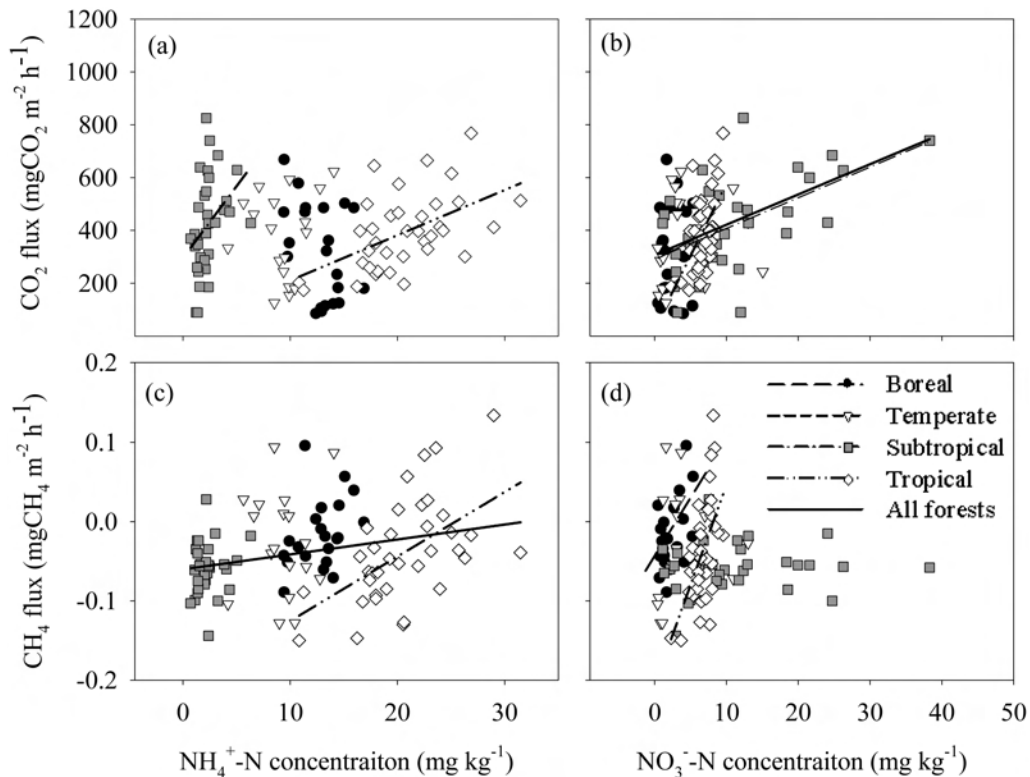 (a)
(b)
CO₂ flux (mgCO₂ m⁻² h⁻¹)
1200
1000
800
600
400
200
0
(c)
(d)
CH₄ flux (mgCH₄ m⁻² h⁻¹)
0.2
0.1
0.0
-0.1
-0.2
Boreal
Temperate
Subtropical
Tropical
All forests
0 10 20 30
0 10 20 30 40 50
NH₄⁺-N concentraiton (mg kg⁻¹)
NO₃⁻-N concentraiton (mg kg⁻¹)